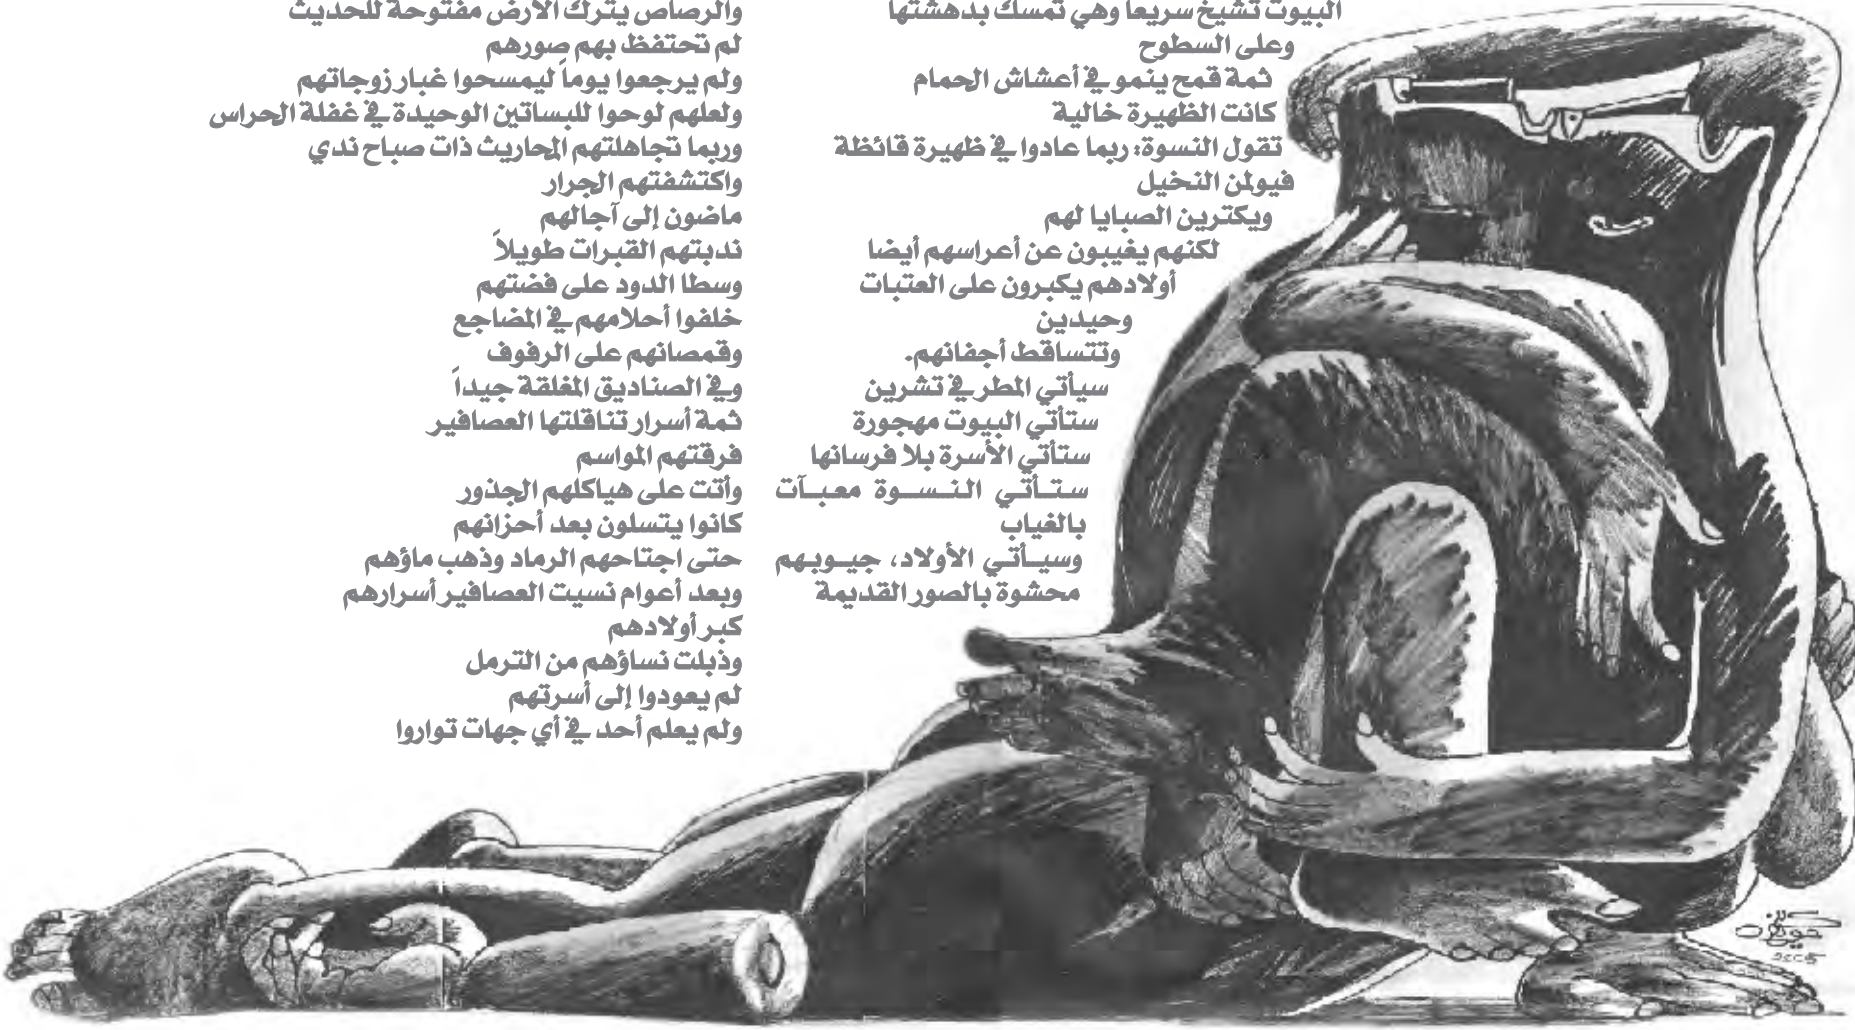 البيوت تشيخ سريعا وهي تمسك بدهشتها
وعلى السطوح
ثمة قمح ينمو في أعشاش الحمام
كانت الظهيرة خالية
تقول النسوة: ربما عادوا في ظهيرة قائظة
فيولمن النخيل
ويكترين الصبايا لهم
لكنهم يغيبون عن أعراسهم أيضا
أولادهم يكبرون على العتبات
وحيدين
وتتساقط أجفانهم.
سيأتي المطر في تشرين
ستأتي البيوت مهجورة
ستأتي الأسرة بلا فرسانها
ستأتي النسوة معبآت
بالغياب
وسيأتي الأولاد، جيوبهم
محشوة بالصور القديمة
والرصاص يترك الأرض مفتوحة للحديث
لم تحتفظ بهم صورهم
ولم يرجعوا يوماً ليمسحوا غبار زوجاتهم
ولعلهم لوحوا للبساتين الوحيدة في غفلة الحراس
وربما تجاهلتهم المحاريث ذات صباح ندي
واكتشفتهم الجرار
ماضون إلى آجالهم
ندبتهم القبرات طويلاً
وسطا الدود على فضتهم
خلفوا أحلامهم في المضاجع
وقمصانهم على الرفوف
وفي الصناديق المغلقة جيداً
ثمة أسرار تناقلتها العصافير
فرقتهم المواسم
وأتت على هياكلهم الجذور
كانوا يتسلون بعد أحزانهم
حتى اجتاحهم الرماد وذهب ماؤهم
وبعد أعوام نسيت العصافير أسرارهم
كبر أولادهم
وذبلت نساؤهم من الترمل
لم يعودوا إلى أسرتهم
ولم يعلم أحد في أي جهات تواروا